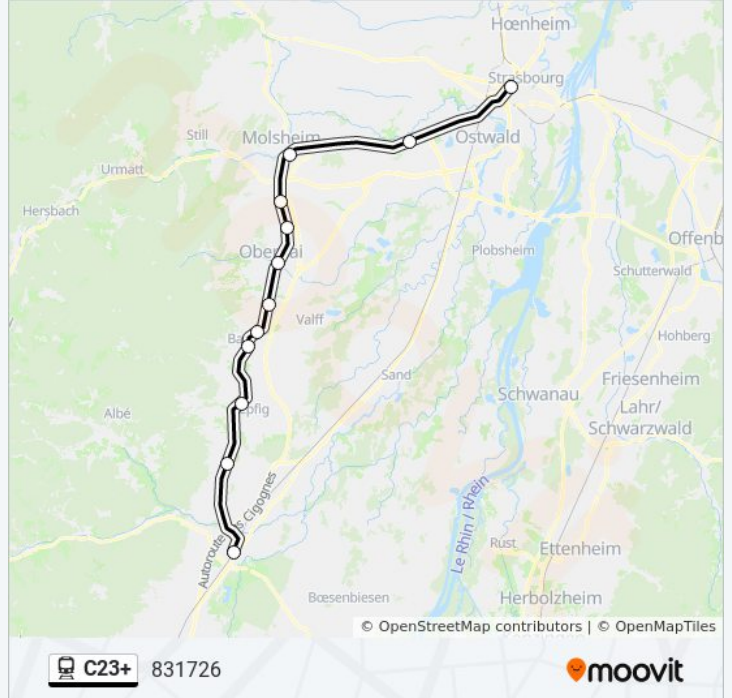 Hœnheim
Strasbourg
Still
Molsheim
Ostwald
Urmatt
Hersbach
Obernai
Plobsheim
Offenb
Schutterwald
Valff
Ba
Hohberg
Sand
Friesenheim
Schwanau
Albé
pfig
Lahr/
Schwarzwald
Autoroute des Cigognes
Le Rhin / Rhein
Rust
Ettenheim
Bœsenbiesen
Herbolzheim
© OpenStreetMap contributors | © OpenMapTiles
C23+ 831726
moovit